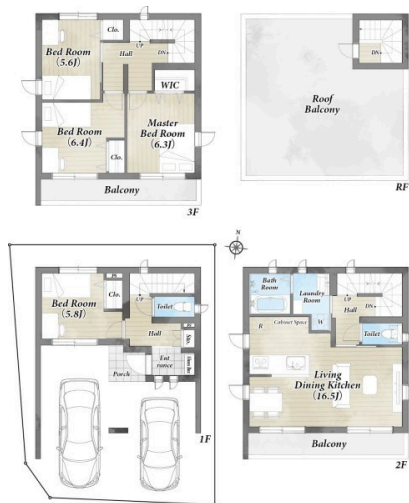 Bed Room
(5.6J)
Clo.
UP
Hall
DN
WIC
Bed Room
(6.4J)
Master
Bed Room
(6.3J)
Clo.
Balcony
3F
DN
Roof
Balcony
RF
N
Bed Room
(5.8J)
Clo.
UP
Toilet
Hall
Ent
rance
Porch
1F
Bath
Room
Laundry
Room
UP
DN
Hall
R
Cabinet Space
W
Toilet
Living
Dining Kitchen
(16.5J)
Balcony
2F